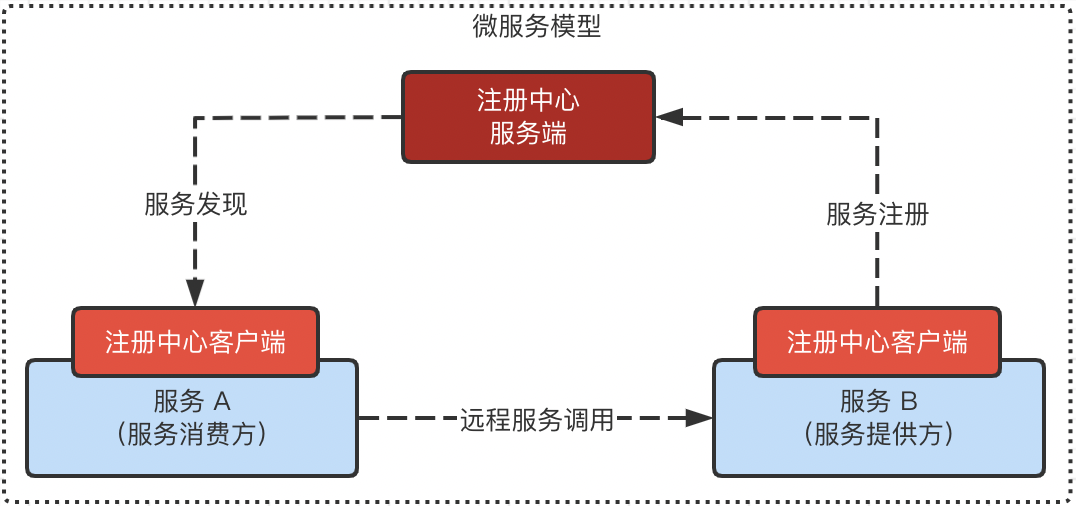 微服务模型
注册中心
服务端
服务发现
服务注册
注册中心客户端
注册中心客户端
服务 A
（服务消费方）
远程服务调用
服务 B
（服务提供方）